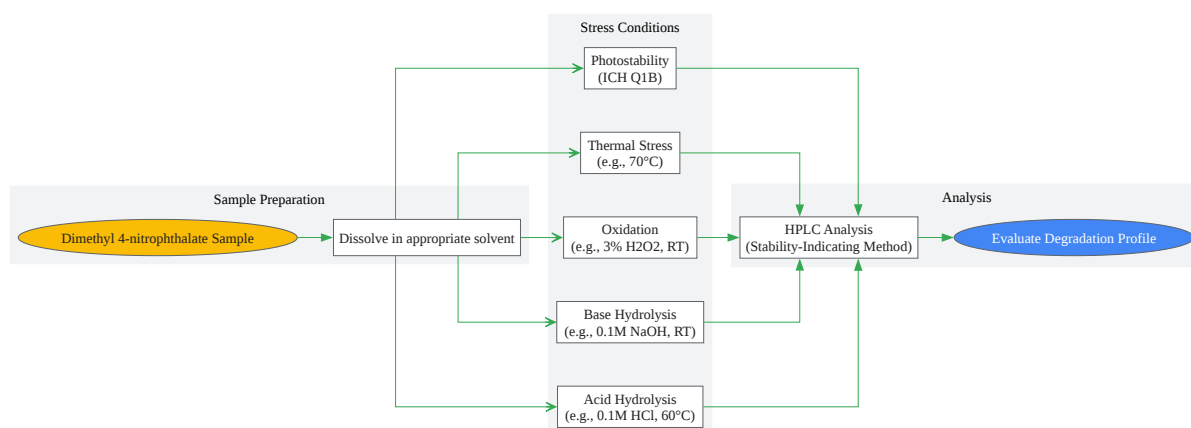 Stress Conditions
Photostability
(ICH Q1B)
Thermal Stress
(e.g., 70°C)
Sample Preparation
Dimethyl 4-nitrophthalate Sample
Dissolve in appropriate solvent
Oxidation
(e.g., 3% H2O2, RT)
Analysis
HPLC Analysis
(Stability-Indicating Method)
Evaluate Degradation Profile
Base Hydrolysis
(e.g., 0.1M NaOH, RT)
Acid Hydrolysis
(e.g., 0.1M HCl, 60°C)